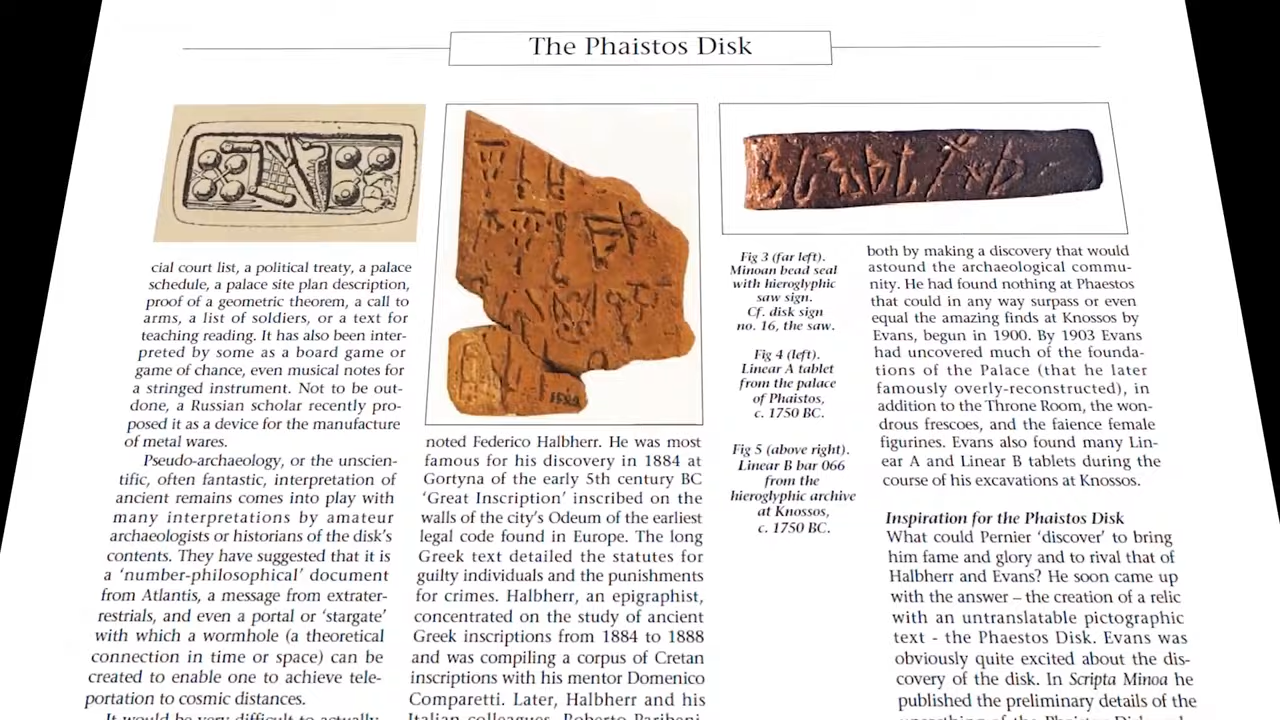 The Phaistos Disk
cial court list, a political treaty, a palace
schedule, a palace site plan description,
proof of a geometric theorem, a call to
arms, a list of soldiers, or a text for
teaching reading. It has also been inter-
preted by some as a board game or
game of chance, even musical notes for
a stringed instrument. Not to be out-
done, a Russian scholar recently pro-
posed it as a device for the manufacture
of metal wares.
Pseudo-archaeology, or the unscien-
tific, often fantastic, interpretation of
ancient remains comes into play with
many interpretations by amateur
archaeologists or historians of the disk's
contents. They have suggested that it is
a 'number-philosophical' document
from Atlantis, a message from extrater-
restrials, and even a portal or 'stargate'
with which a wormhole (a theoretical
connection in time or space) can be
created to enable one to achieve tele-
portation to cosmic distances.
It would be very difficult to actually
noted Federico Halbherr. He was most
famous for his discovery in 1884 at
Gortyna of the early 5th century BC
'Great Inscription' inscribed on the
walls of the city's Odeum of the earliest
legal code found in Europe. The long
Greek text detailed the statutes for
guilty individuals and the punishments
for crimes. Halbherr, an epigraphist,
concentrated on the study of ancient
Greek inscriptions from 1884 to 1888
and was compiling a corpus of Cretan
inscriptions with his mentor Domenico
Comparetti. Later, Halbherr and his
Italian colleagues, Roberto Paribeni,
Fig 3 (far left).
Minoan bead seal
with hieroglyphic
saw sign.
Cf. disk sign
no. 16, the saw.
Fig 4 (left).
Linear A tablet
from the palace
of Phaistos,
c. 1750 BC.
Fig 5 (above right).
Linear B bar 066
from the
hieroglyphic archive
at Knossos,
c. 1750 BC.
both by making a discovery that would
astound the archaeological commu-
nity. He had found nothing at Phaestos
that could in any way surpass or even
equal the amazing finds at Knossos by
Evans, begun in 1900. By 1903 Evans
had uncovered much of the founda-
tions of the Palace (that he later
famously overly-reconstructed), in
addition to the Throne Room, the won-
drous frescoes, and the faience female
figurines. Evans also found many Lin-
ear A and Linear B tablets during the
course of his excavations at Knossos.
Inspiration for the Phaistos Disk
What could Pernier 'discover' to bring
him fame and glory and to rival that of
Halbherr and Evans? He soon came up
with the answer – the creation of a relic
with an untranslatable pictographic
text - the Phaestos Disk. Evans was
obviously quite excited about the dis-
covery of the disk. In Scripta Minoa he
published the preliminary details of the